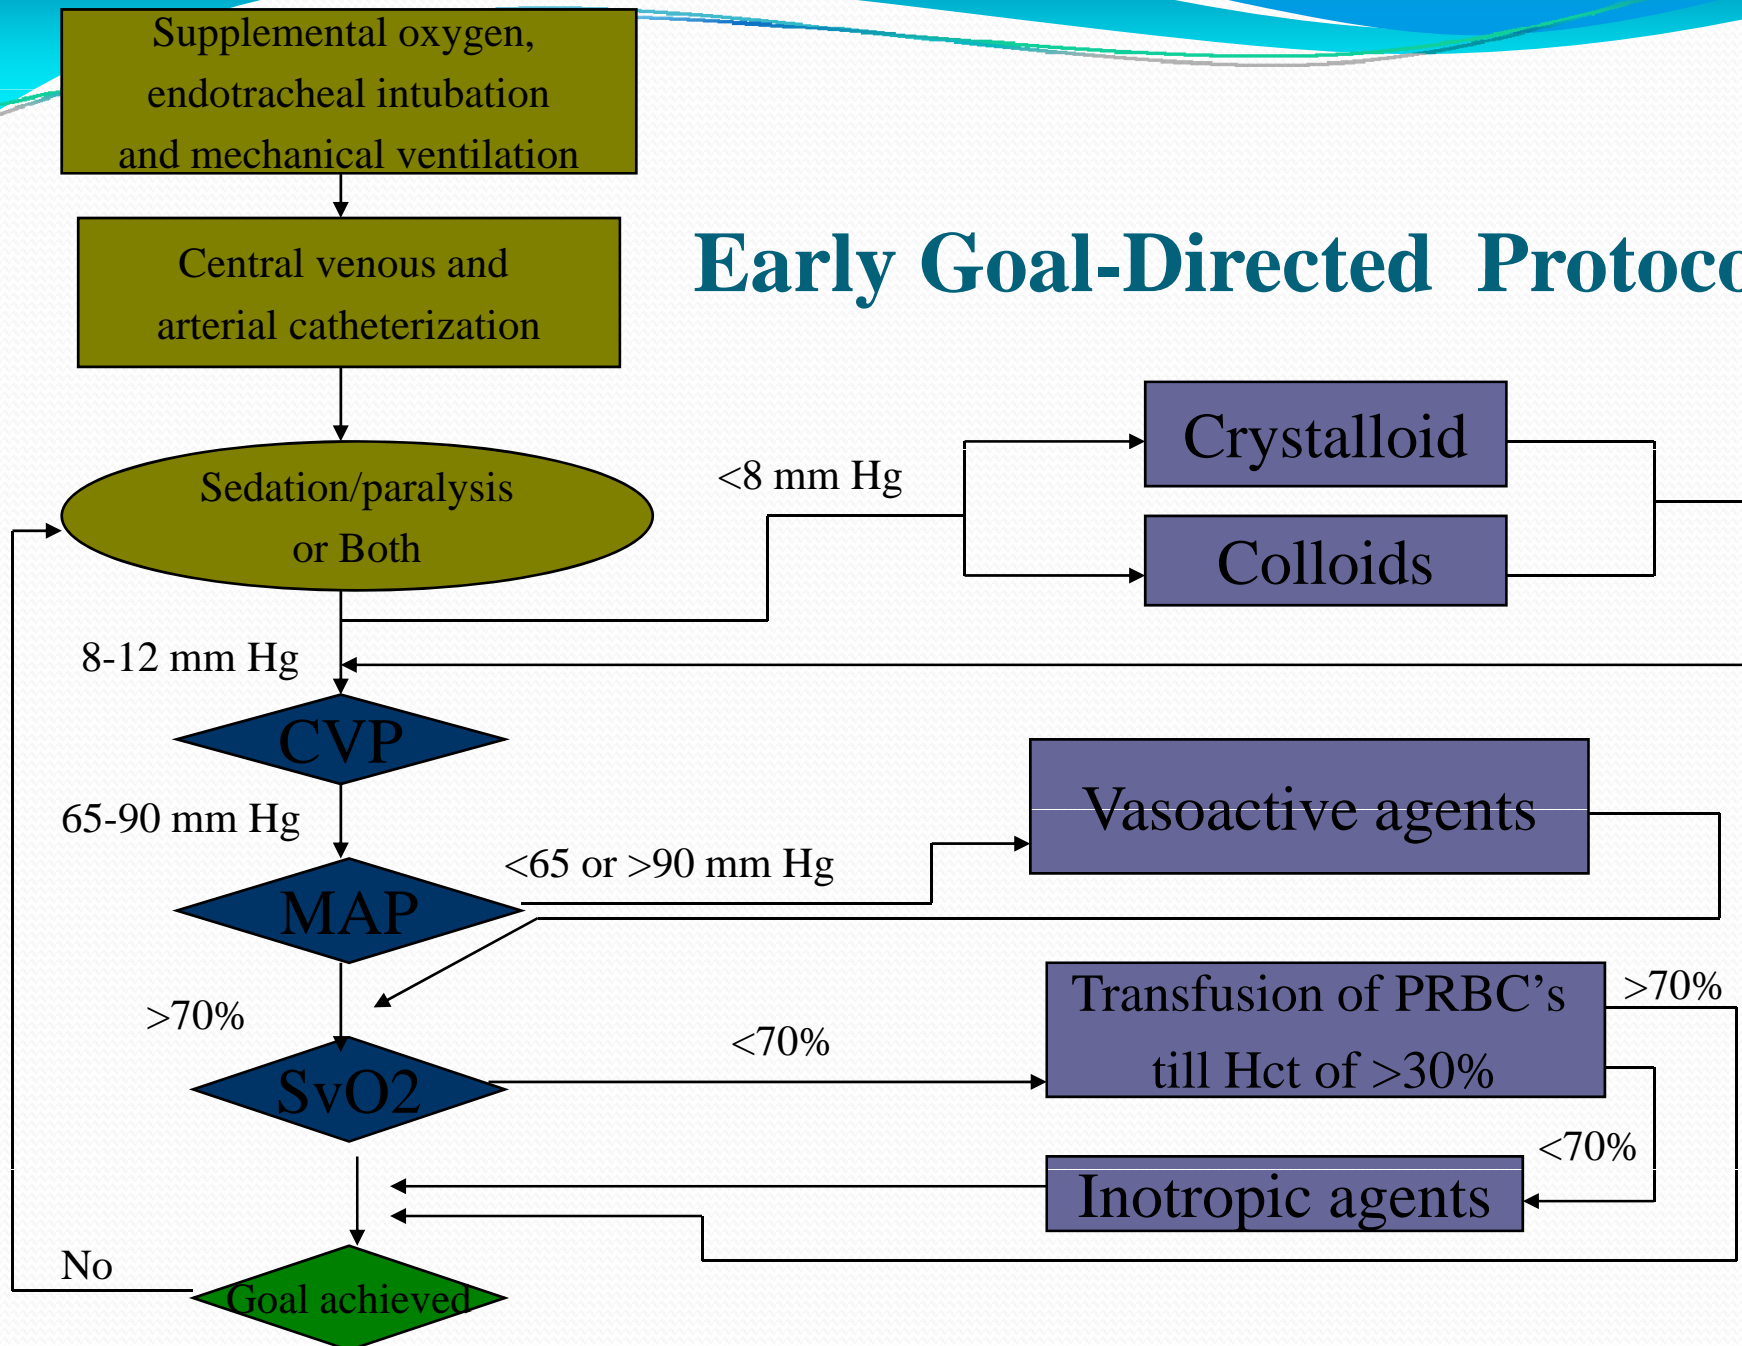 Supplemental oxygen,
endotracheal intubation
and mechanical ventilation
Central venous and
arterial catheterization
Early Goal-Directed Protoco
Sedation/paralysis
or Both
<8 mm Hg
Crystalloid
Colloids
8-12 mm Hg
CVP
65-90 mm Hg
MAP
<65 or >90 mm Hg
Vasoactive agents
>70%
SvO2
<70%
Transfusion of PRBC’s
till Hct of >30%
>70%
<70%
Inotropic agents
No
Goal achieved